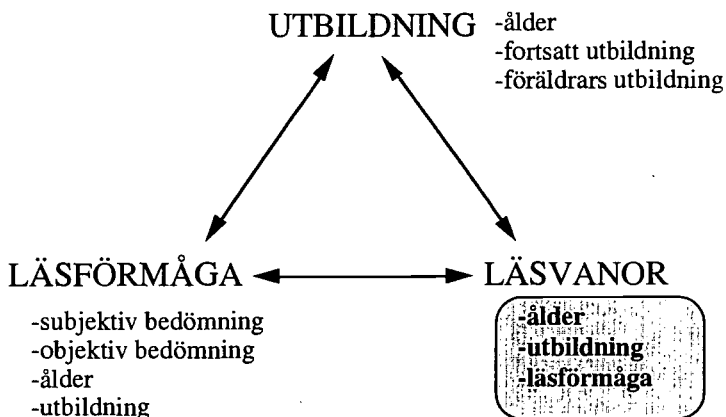 UTBILDNING
-ålder
-fortsatt utbildning
-föräldrars utbildning
LÄSFÖRMÅGA
-subjektiv bedömning
-objektiv bedömning
-ålder
-utbildning
LÄSVANOR
-ålder
-utbildning
-läsförmåga